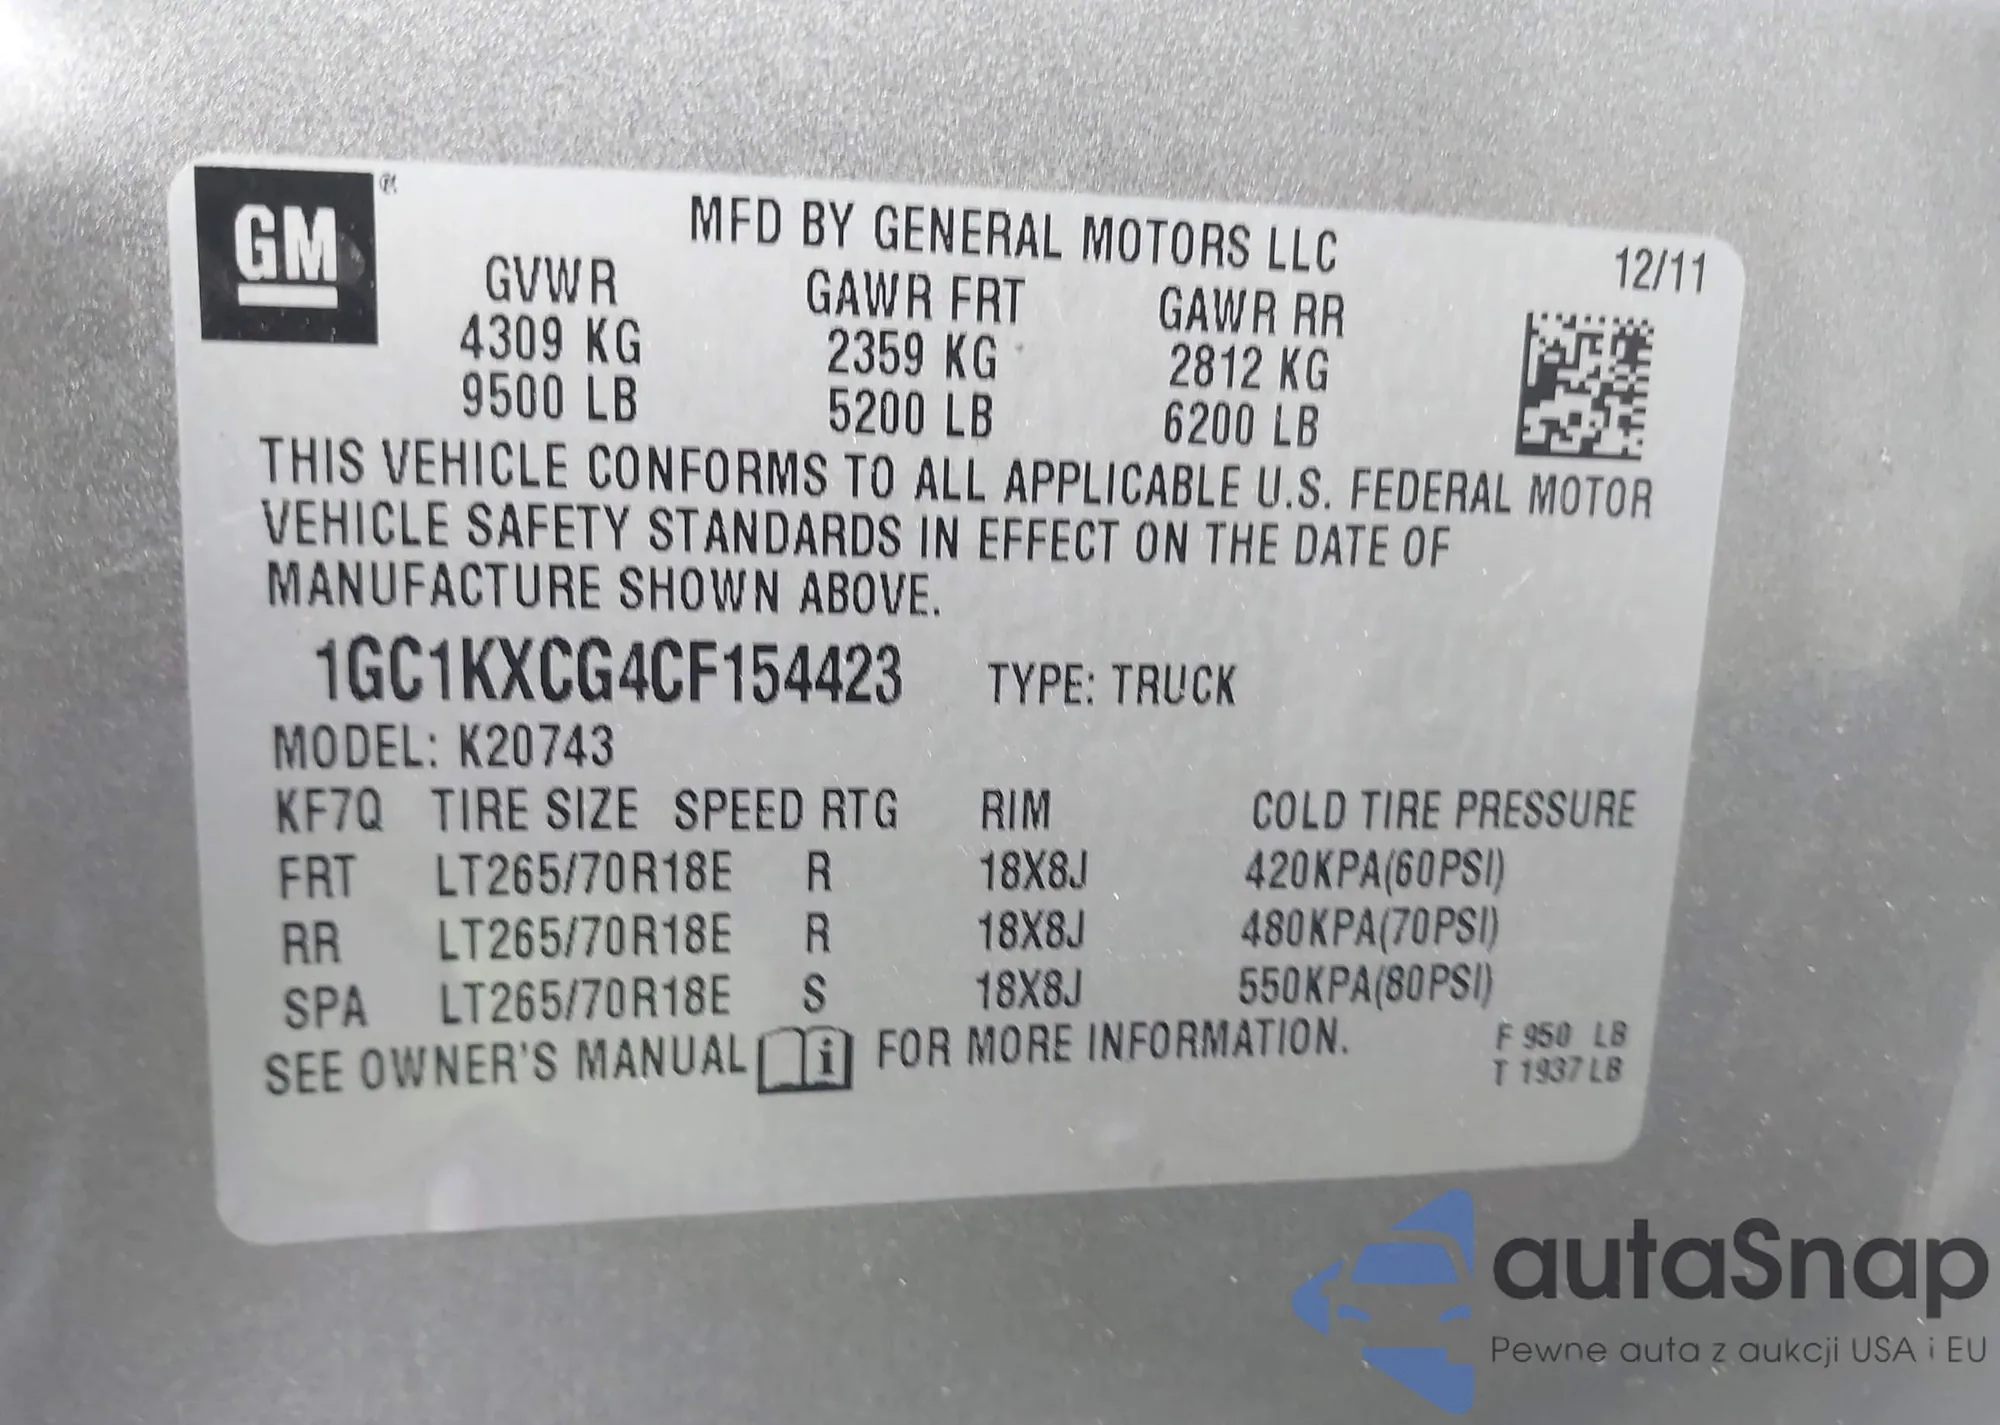 GM ®
MFD BY GENERAL MOTORS LLC
12/11
GVWR GAWR FRT GAWR RR
4309 KG 2359 KG 2812 KG
9500 LB 5200 LB 6200 LB
THIS VEHICLE CONFORMS TO ALL APPLICABLE U.S. FEDERAL MOTOR
VEHICLE SAFETY STANDARDS IN EFFECT ON THE DATE OF
MANUFACTURE SHOWN ABOVE.
1GC1KXCG4CF154423 TYPE: TRUCK
MODEL: K20743
KF7Q TIRE SIZE SPEED RTG RIM COLD TIRE PRESSURE
FRT LT265/70R18E R 18X8J 420KPA(60PSI)
RR LT265/70R18E R 18X8J 480KPA(70PSI)
SPA LT265/70R18E S 18X8J 550KPA(80PSI)
SEE OWNER'S MANUAL i FOR MORE INFORMATION.
F 950 LB
T 1937 LB
autaSnap
Pewne auta z aukcji USA i EU